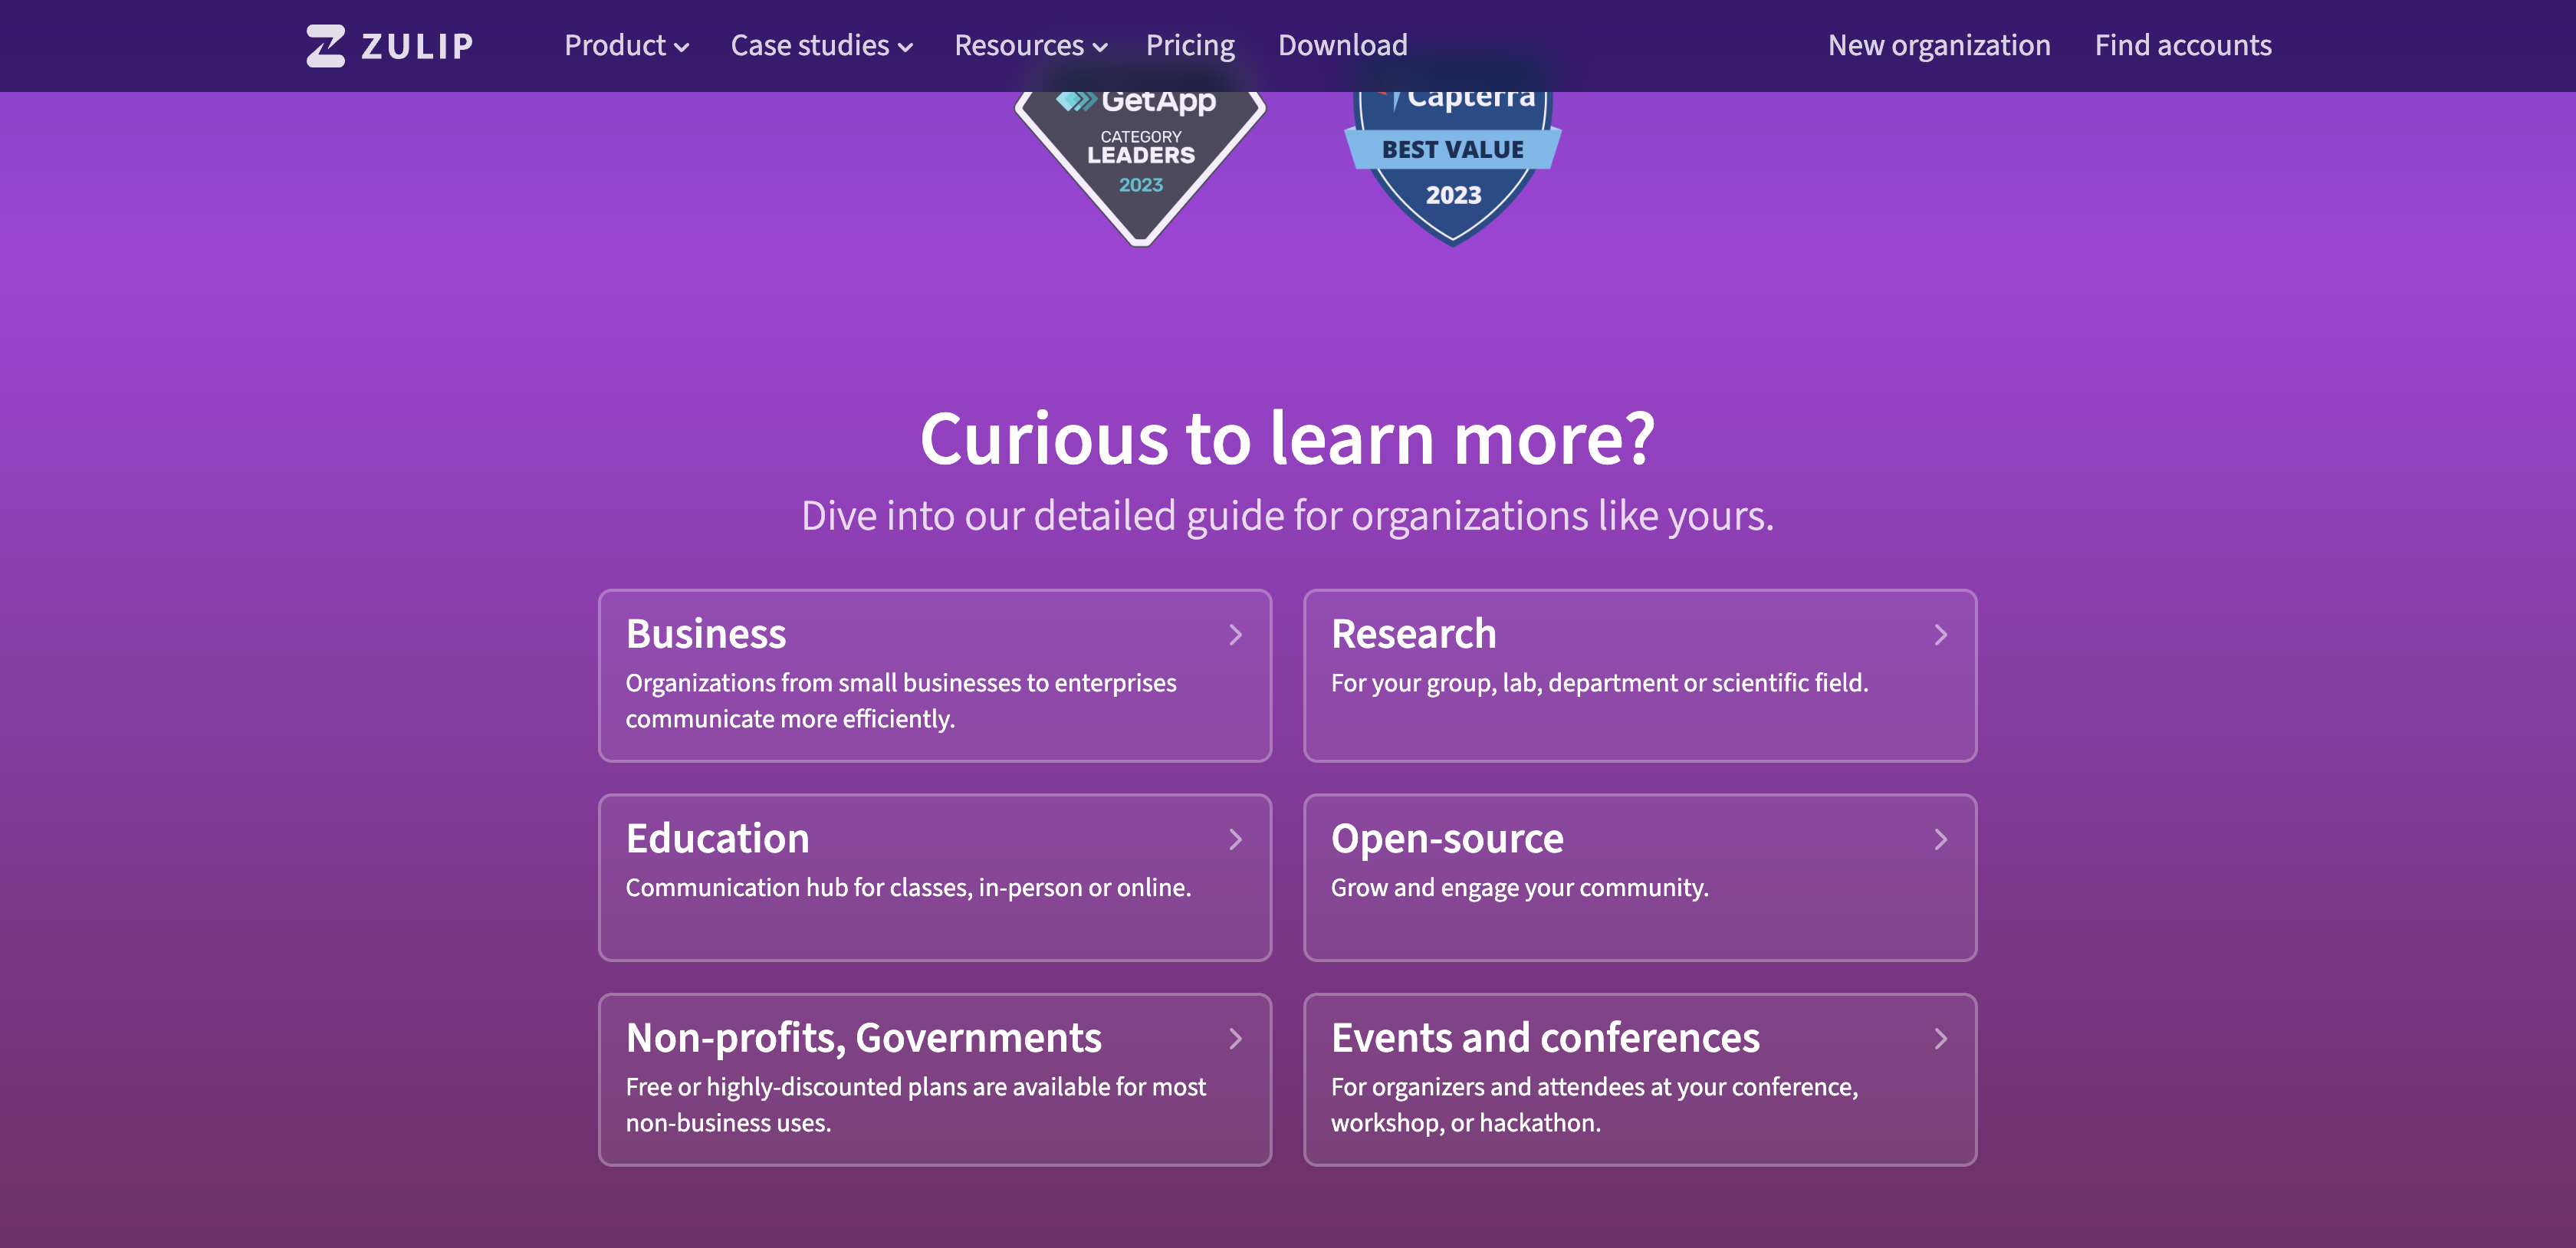 ZULIP
Product
Case studies
Resources
Pricing
Download
New organization
Find accounts
GetApp
CATEGORY
LEADERS
2023
Capterra
BEST VALUE
2023
Curious to learn more?
Dive into our detailed guide for organizations like yours.
Business
Organizations from small businesses to enterprises
communicate more efficiently.
Research
For your group, lab, department or scientific field.
Education
Communication hub for classes, in-person or online.
Open-source
Grow and engage your community.
Non-profits, Governments
Free or highly-discounted plans are available for most
non-business uses.
Events and conferences
For organizers and attendees at your conference,
workshop, or hackathon.